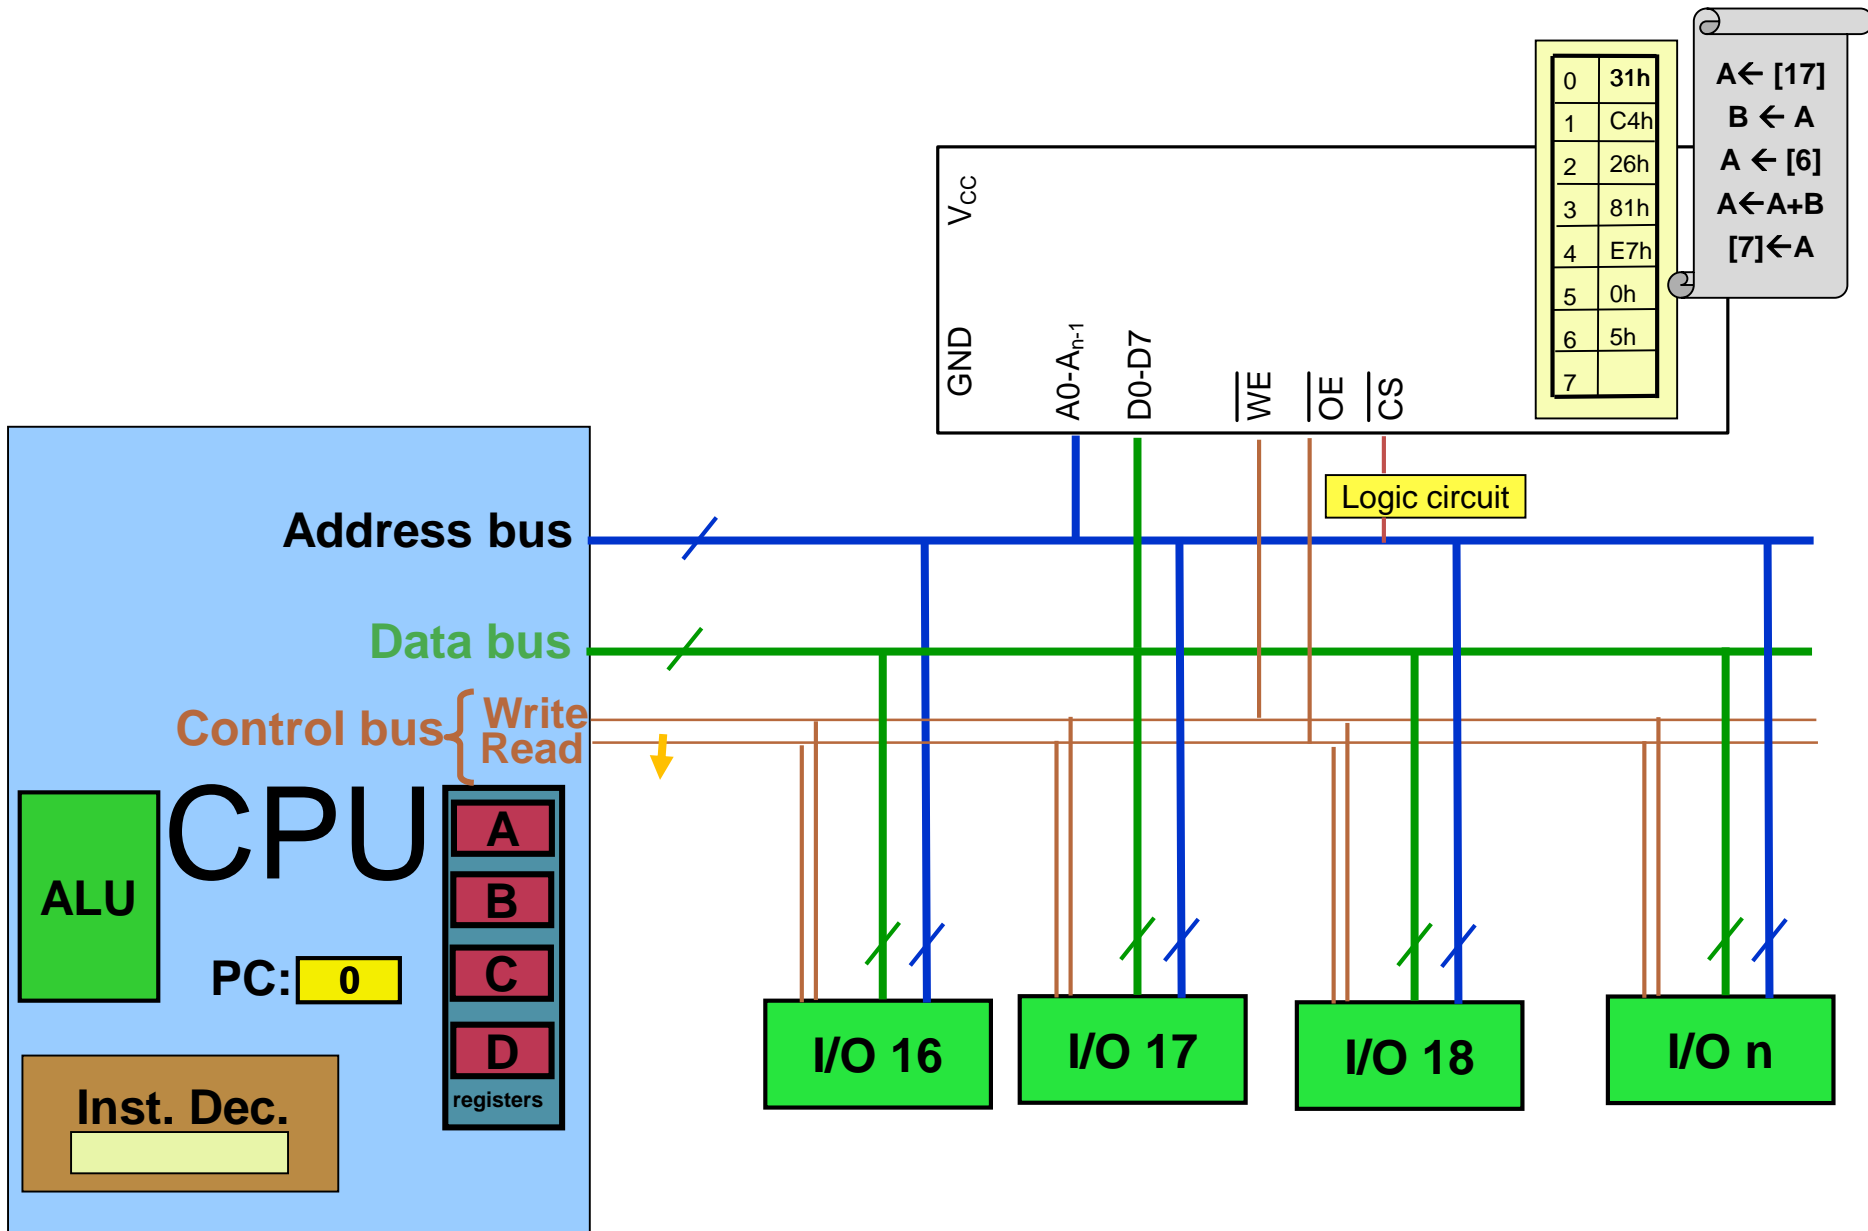 0 31h
1 C4h
2 26h
3 81h
4 E7h
5 0h
6 5h
7
A← [17]
B ← A
A ← [6]
A←A+B
[7]←A
VCC
GND
A0-An-1
D0-D7
WE
OE
CS
Logic circuit
Address bus
Data bus
Control bus { Write
Read
CPU
ALU
PC: 0
A
B
C
D
registers
Inst. Dec.
I/O 16
I/O 17
I/O 18
I/O n